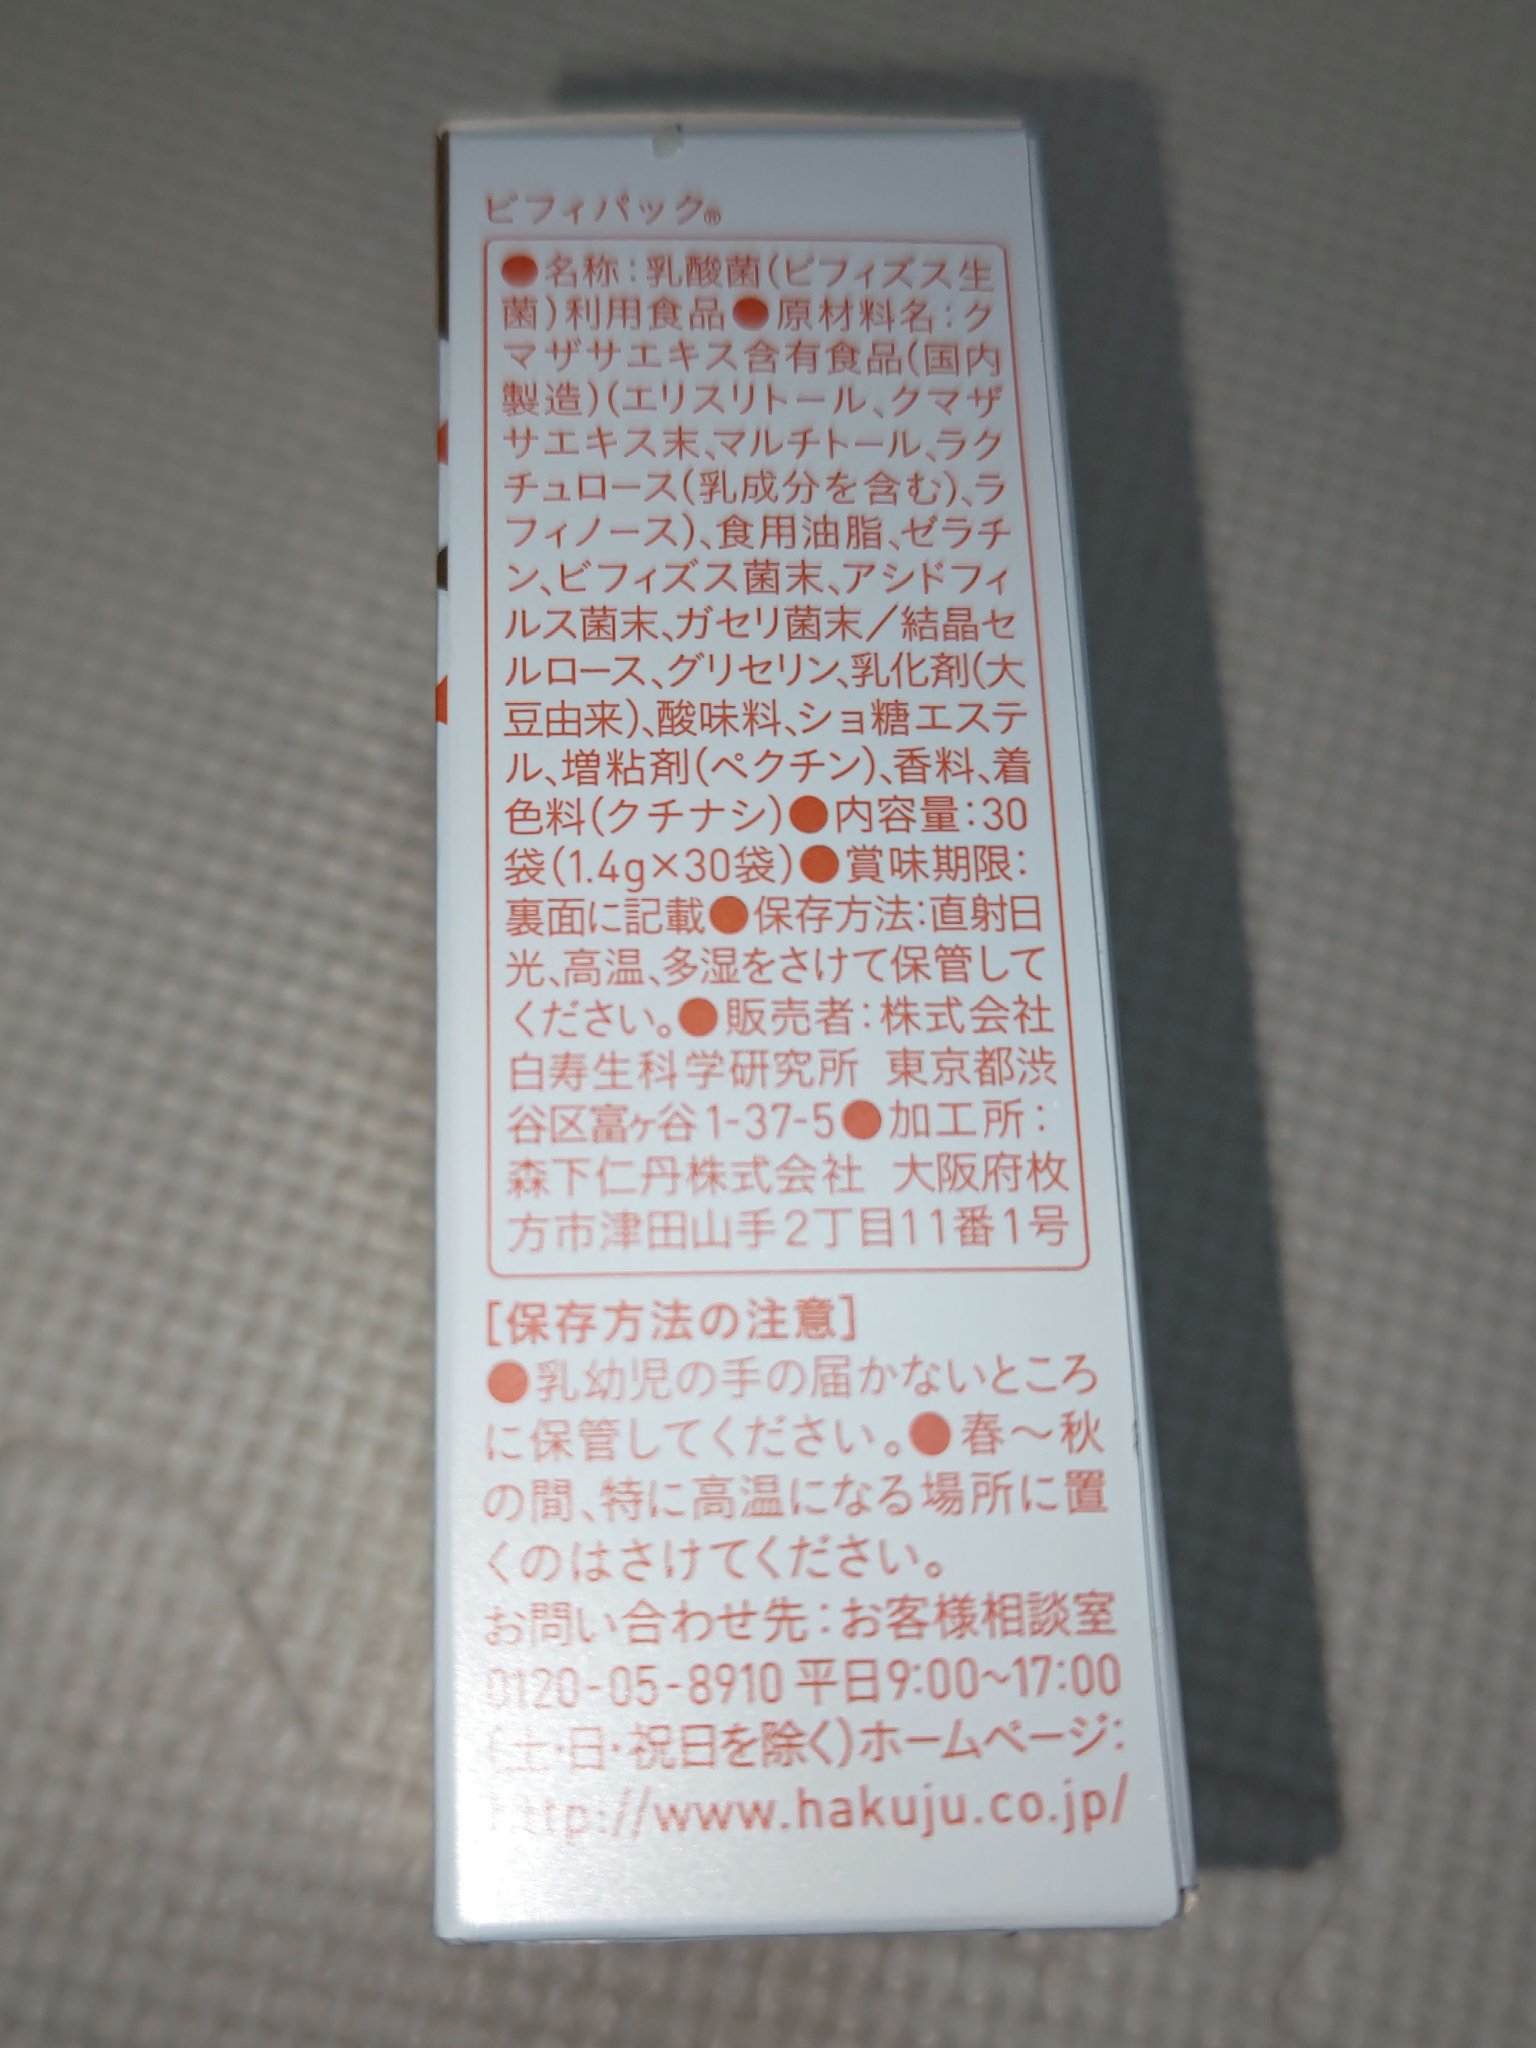 ビフィパック®
●名称：乳酸菌（ビフィズス生
菌）利用食品●原材料名：ク
マザサエキス含有食品（国内
製造）（エリスリトール、クマザ
サエキス末、マルチトール、ラク
チュロース（乳成分を含む）、ラ
フィノース）、食用油脂、ゼラチ
ン、ビフィズス菌末、アシドフィ
ルス菌末、ガセリ菌末／結晶セ
ルロース、グリセリン、乳化剤（大
豆由来）、酸味料、ショ糖エステ
ル、増粘剤（ペクチン）、香料、着
色料（クチナシ）●内容量：30
袋（1.4g×30袋）●賞味期限：
裏面に記載●保存方法：直射日
光、高温、多湿をさけて保管して
ください。●販売者：株式会社
白寿生科学研究所 東京都渋
谷区富ヶ谷1-37-5●加工所：
森下仁丹株式会社 大阪府枚
方市津田山手2丁目11番1号
［保存方法の注意］
●乳幼児の手の届かないところ
に保管してください。●春～秋
の間、特に高温になる場所に置
くのはさけてください。
お問い合わせ先：お客様相談室
0120-05-8910 平日9:00~17:00
（土・日・祝日を除く）ホームページ：
http://www.hakuju.co.jp/